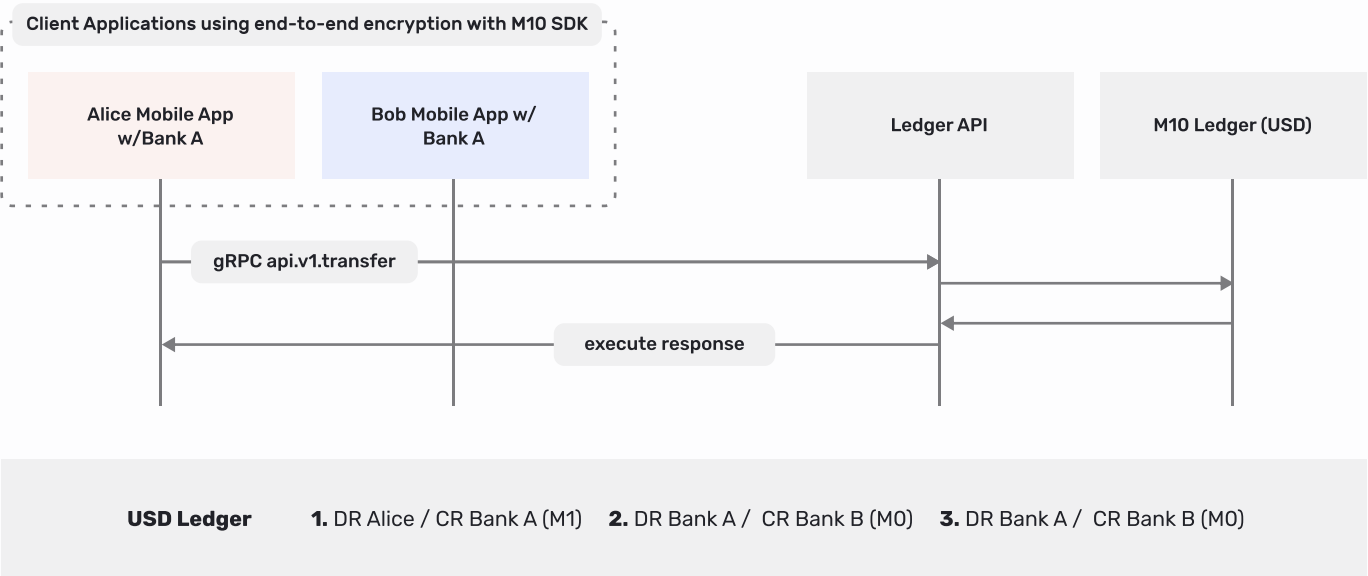 Client Applications using end-to-end encryption with M10 SDK
Alice Mobile App
w/Bank A
Bob Mobile App w/
Bank A
Ledger API
M10 Ledger (USD)
gRPC api.v1.transfer
execute response
USD Ledger 1. DR Alice / CR Bank A (M1) 2. DR Bank A / CR Bank B (M0) 3. DR Bank A / CR Bank B (M0)